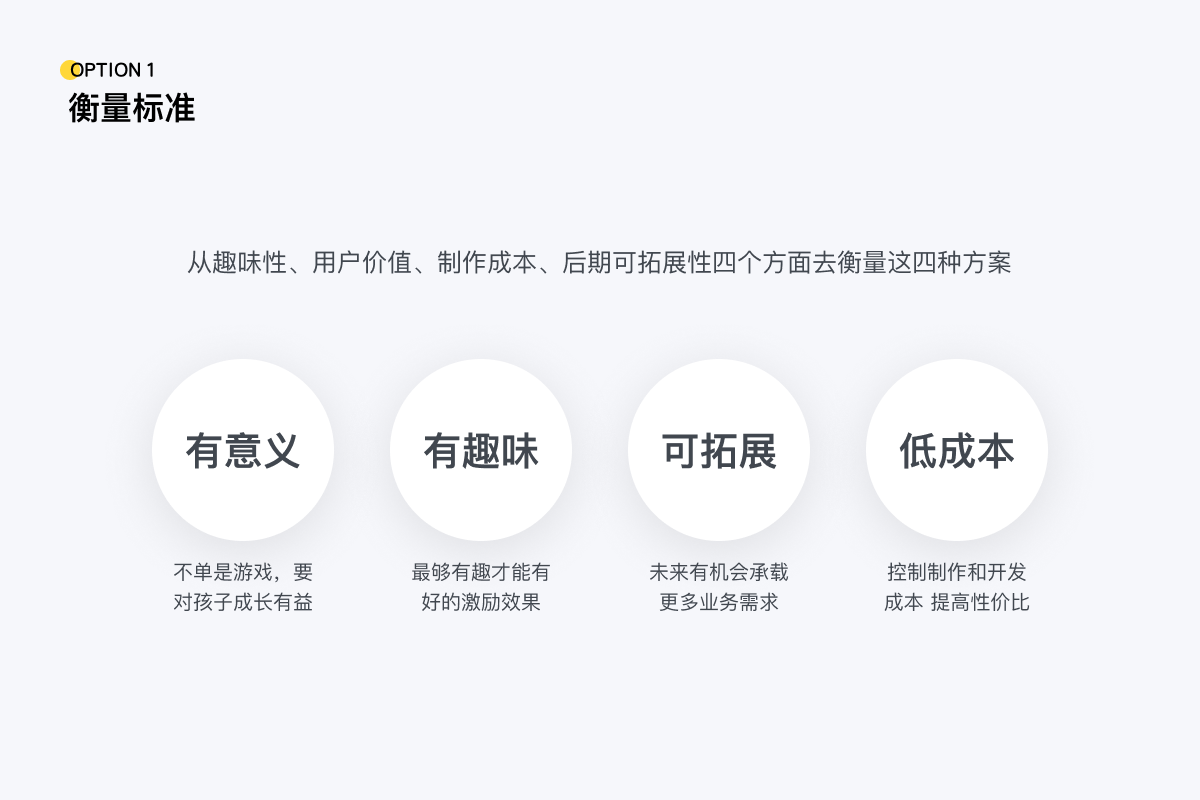 OPTION 1
衡量标准
从趣味性、用户价值、制作成本、后期可拓展性四个方面去衡量这四种方案
有意义
有趣味
可拓展
低成本
不单是游戏，要
对孩子成长有益
最够有趣才能有
好的激励效果
未来有机会承载
更多业务需求
控制制作和开发
成本 提高性价比